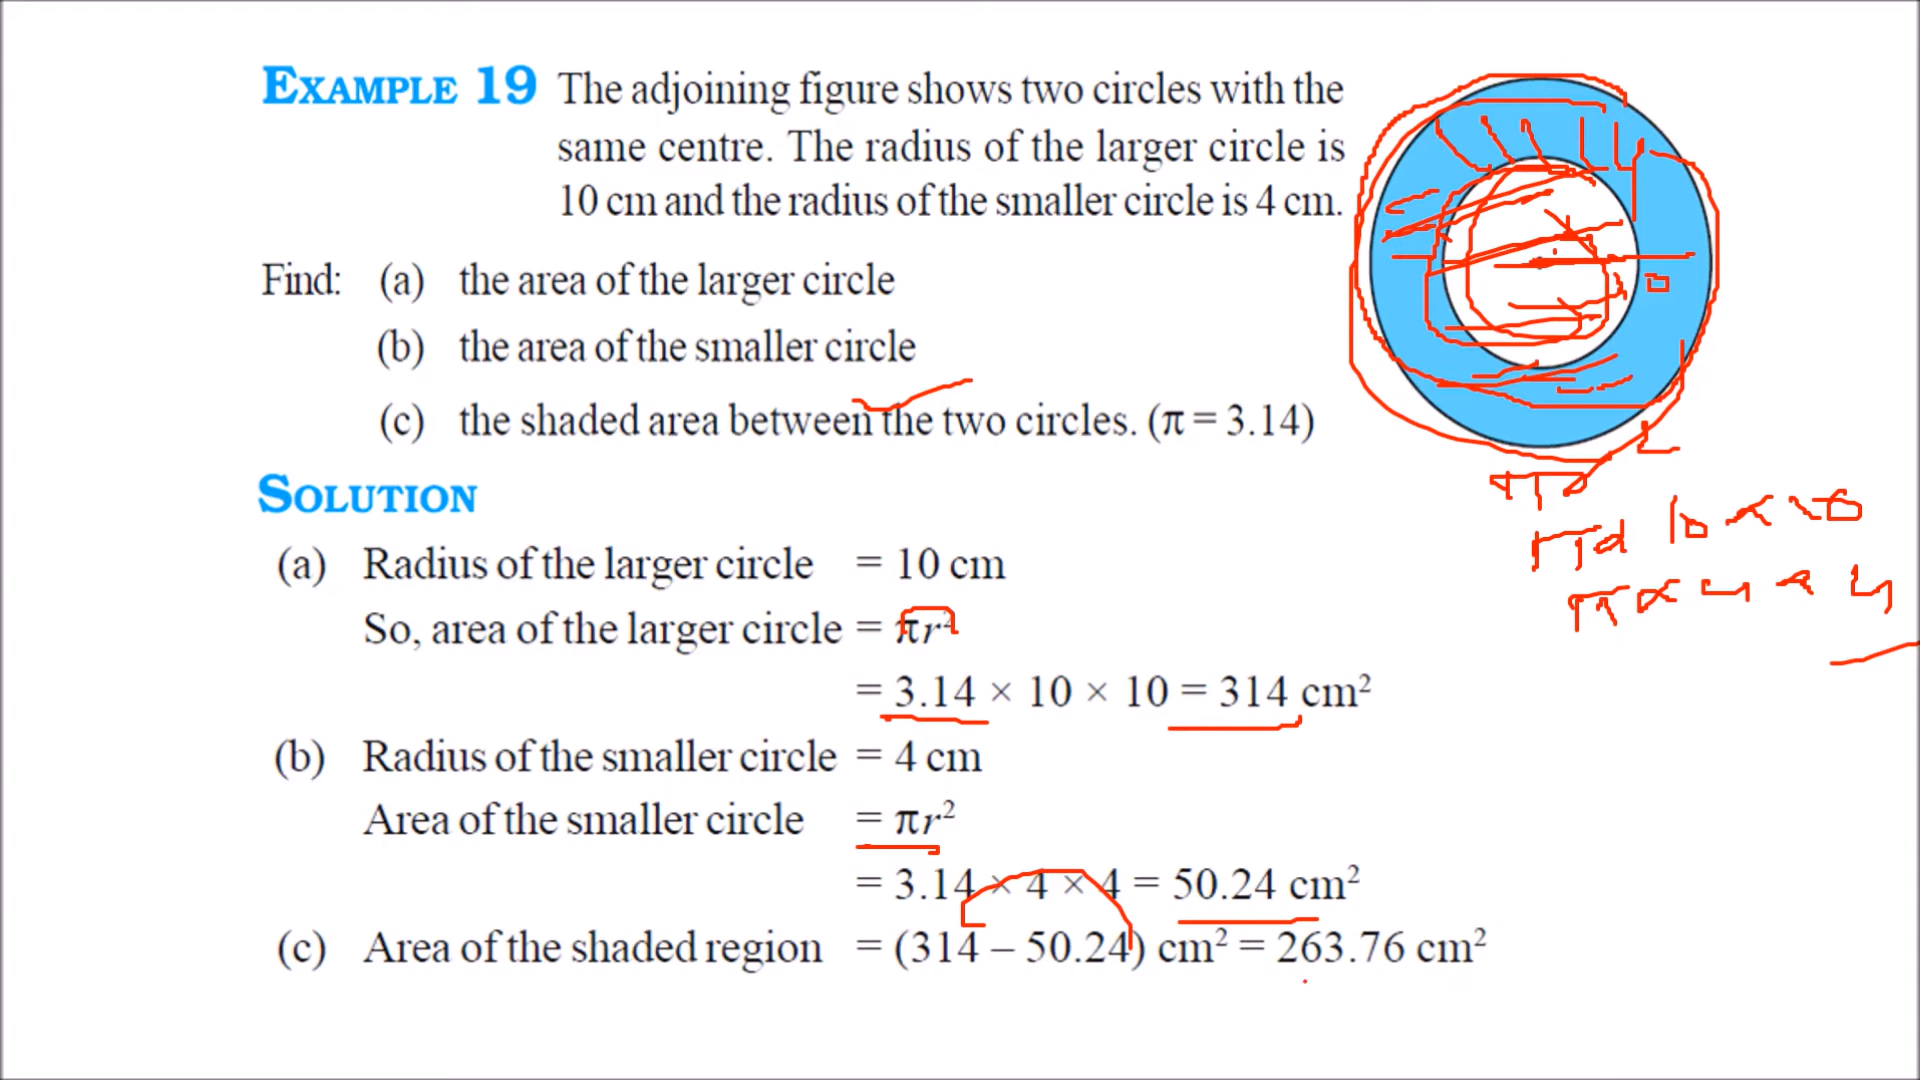 EXAMPLE 19 The adjoining figure shows two circles with the
same centre. The radius of the larger circle is
10 cm and the radius of the smaller circle is 4 cm.
Find: (a) the area of the larger circle
(b) the area of the smaller circle
(c) the shaded area between the two circles. (π = 3.14)
SOLUTION
(a) Radius of the larger circle = 10 cm
So, area of the larger circle = πr²
= 3.14 × 10 × 10 = 314 cm²
(b) Radius of the smaller circle = 4 cm
Area of the smaller circle = πr²
= 3.14 × 4 × 4 = 50.24 cm²
(c) Area of the shaded region = (314 – 50.24) cm² = 263.76 cm²